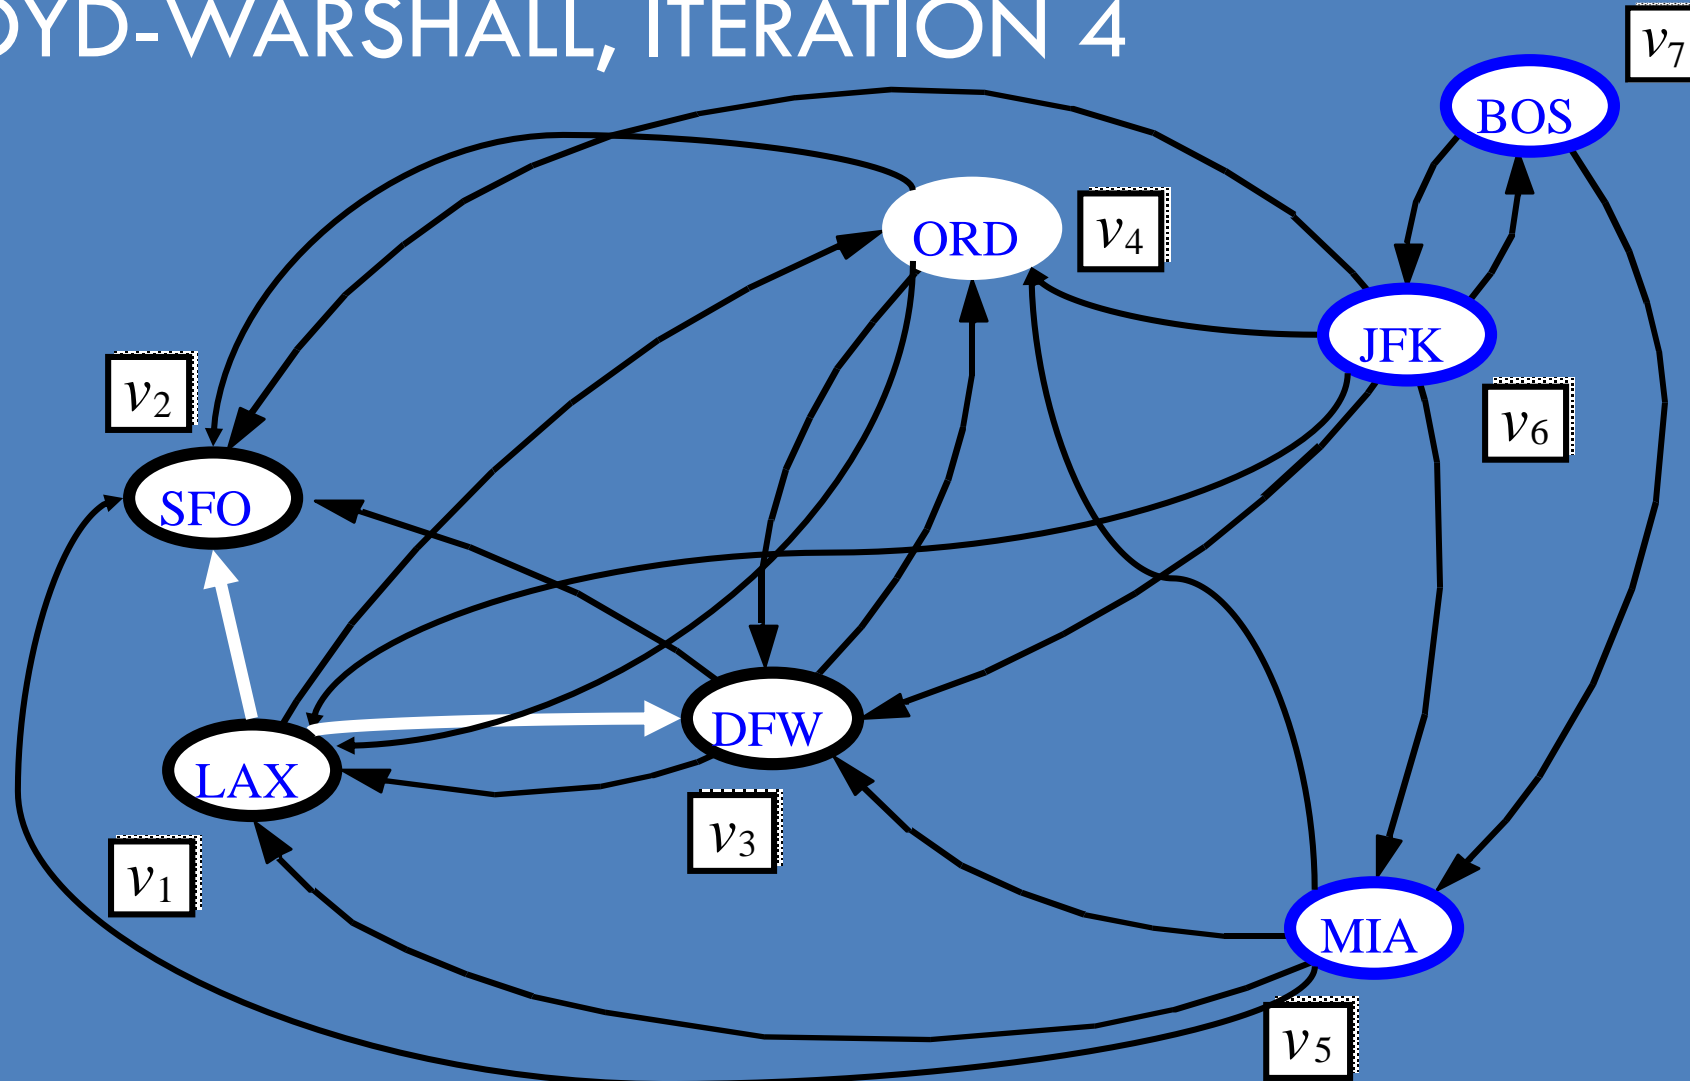 OYD-WARSHALL, ITERATION 4
v7
BOS
ORD
v4
JFK
v2
v6
SFO
DFW
LAX
v3
v1
MIA
v5